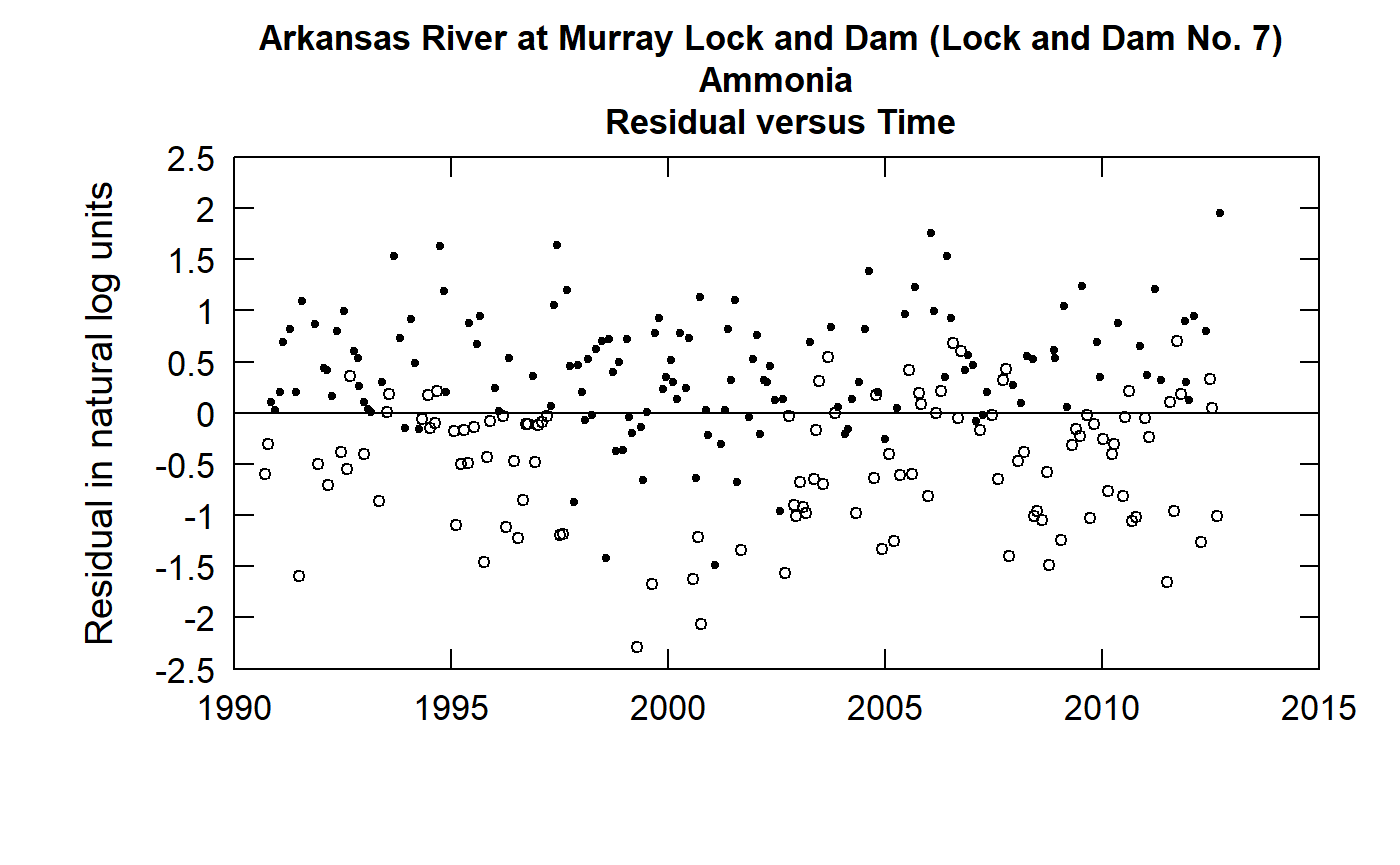 Arkansas River at Murray Lock and Dam (Lock and Dam No. 7)
Ammonia
Residual versus Time
Residual in natural log units
2.5
2
1.5
1
0.5
0
-0.5
-1
-1.5
-2
-2.5
1990 1995 2000 2005 2010 2015